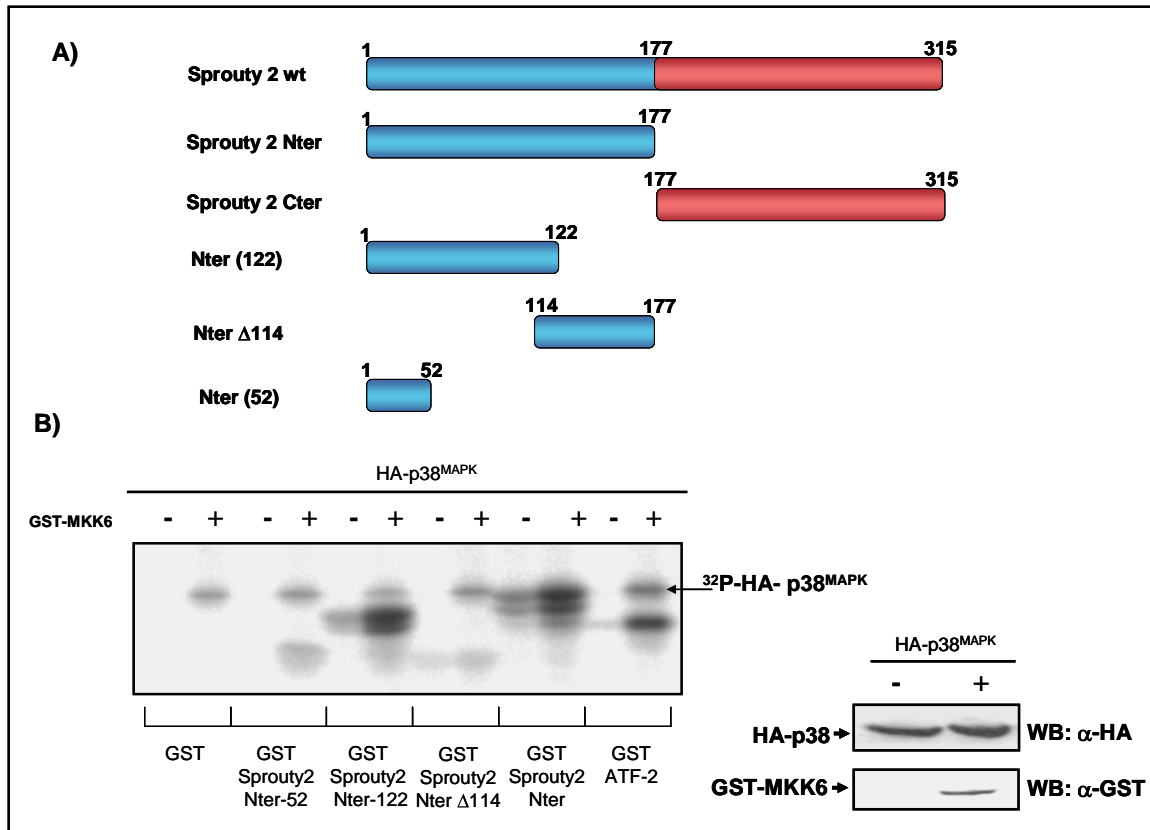 A)
1 177 315
Sprouty 2 wt
1 177
Sprouty 2 Nter
177 315
Sprouty 2 Cter
1 122
Nter (122)
114 177
Nter Δ114
1 52
Nter (52)
B)
HA-p38MAPK
GST-MKK6 - + - + - + - + - + - +
32P-HA- p38MAPK
GST
GST Sprouty2 Nter-52
GST Sprouty2 Nter-122
GST Sprouty2 Nter Δ114
GST Sprouty2 Nter
GST ATF-2
HA-p38MAPK
- +
HA-p38 WB: α-HA
GST-MKK6 WB: α-GST